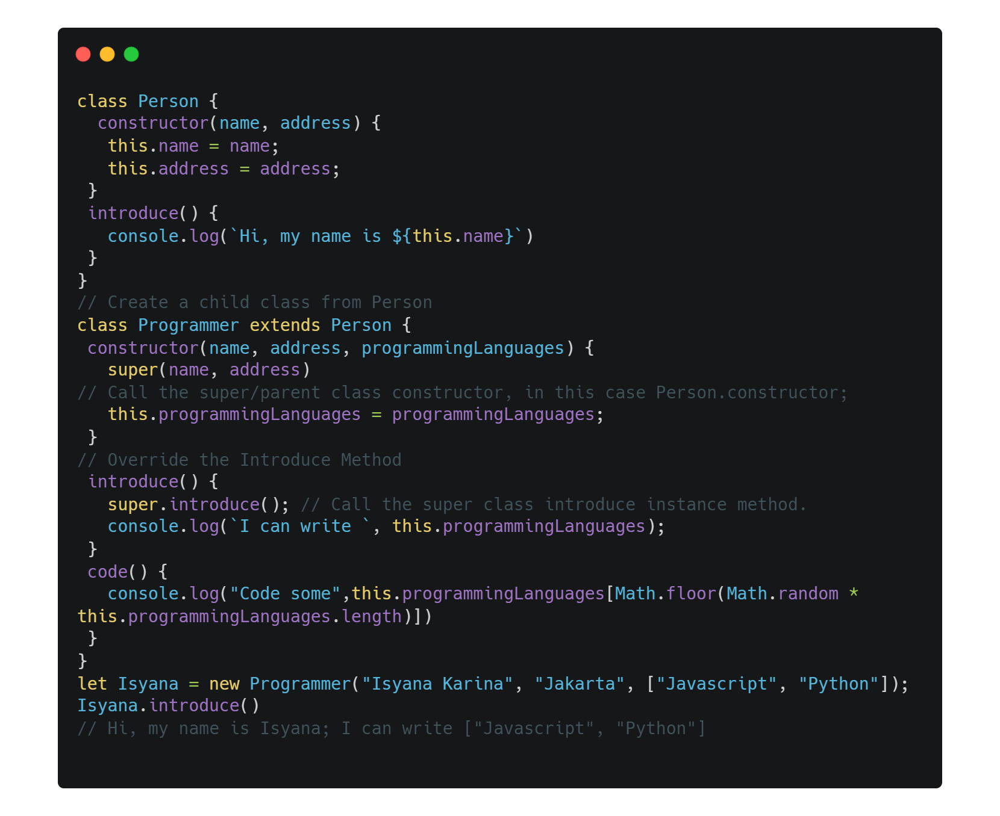 class Person {
  constructor(name, address) {
   this.name = name;
   this.address = address;
 }
 introduce() {
   console.log(`Hi, my name is ${this.name}`)
 }
}
// Create a child class from Person
class Programmer extends Person {
 constructor(name, address, programmingLanguages) {
   super(name, address)
// Call the super/parent class constructor, in this case Person.constructor;
   this.programmingLanguages = programmingLanguages;
 }
// Override the Introduce Method
 introduce() {
   super.introduce(); // Call the super class introduce instance method.
   console.log(`I can write `, this.programmingLanguages);
 }
 code() {
   console.log("Code some",this.programmingLanguages[Math.floor(Math.random *
this.programmingLanguages.length)])
 }
}
let Isyana = new Programmer("Isyana Karina", "Jakarta", ["Javascript", "Python"]);
Isyana.introduce()
// Hi, my name is Isyana; I can write ["Javascript", "Python"]